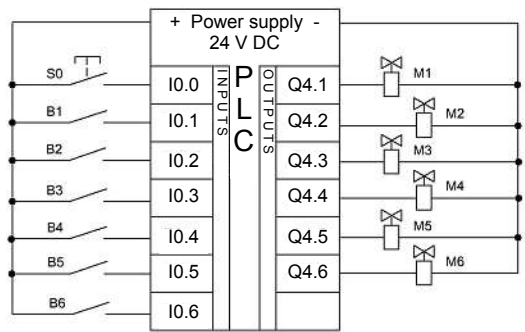 + Power supply -
24 V DC
S0
I0.0
INPUTS
PLC
OUTPUTS
Q4.1
M1
B1
I0.1
Q4.2
M2
B2
I0.2
Q4.3
M3
B3
I0.3
Q4.4
M4
B4
I0.4
Q4.5
M5
B5
I0.5
Q4.6
M6
B6
I0.6